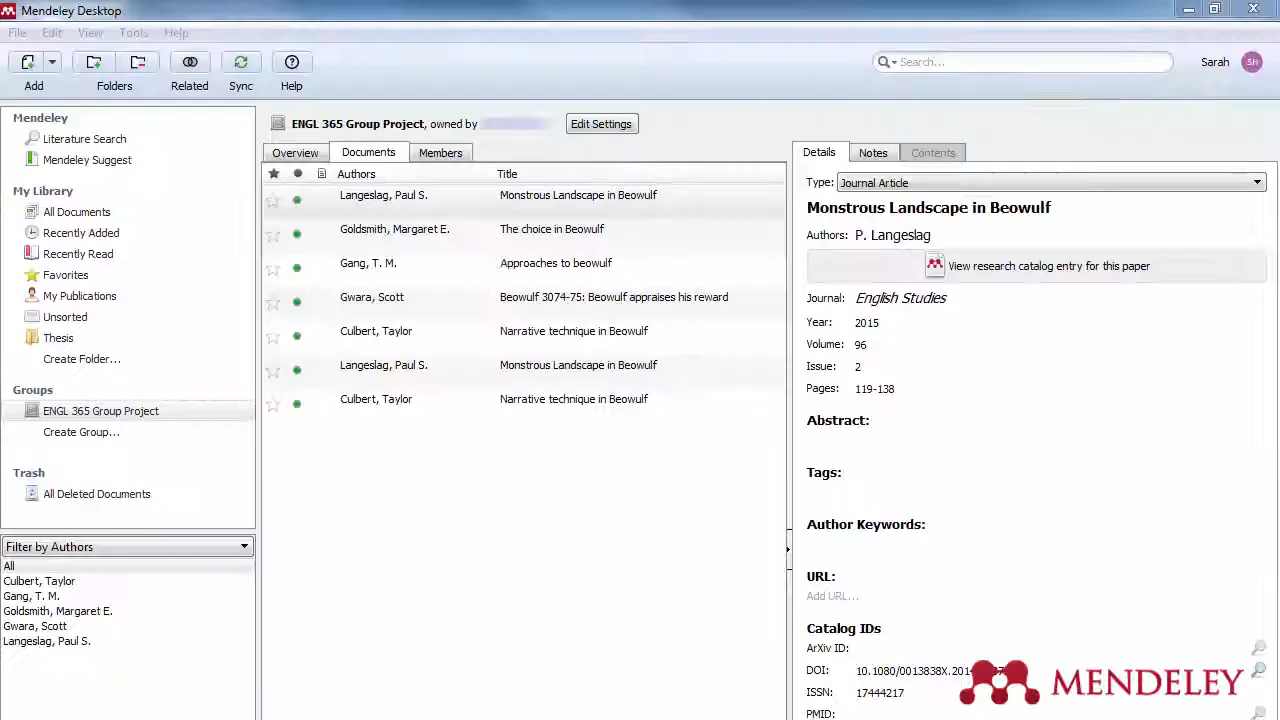 Mendeley Desktop
File Edit View Tools Help
Search... Sarah SH
Add Folders Related Sync Help
Mendeley
Literature Search
Mendeley Suggest
My Library
All Documents
Recently Added
Recently Read
Favorites
My Publications
Unsorted
Thesis
Create Folder...
Groups
ENGL 365 Group Project
Create Group...
Trash
All Deleted Documents
Filter by Authors
All
Culbert, Taylor
Gang, T. M.
Goldsmith, Margaret E.
Gwara, Scott
Langeslag, Paul S.
ENGL 365 Group Project, owned by Edit Settings
Overview Documents Members
Authors Title
Langeslag, Paul S. Monstrous Landscape in Beowulf
Goldsmith, Margaret E. The choice in Beowulf
Gang, T. M. Approaches to beowulf
Gwara, Scott Beowulf 3074-75: Beowulf appraises his reward
Culbert, Taylor Narrative technique in Beowulf
Langeslag, Paul S. Monstrous Landscape in Beowulf
Culbert, Taylor Narrative technique in Beowulf
Details Notes Contents
Type: Journal Article
Monstrous Landscape in Beowulf
Authors: P. Langeslag
View research catalog entry for this paper
Journal: English Studies
Year: 2015
Volume: 96
Issue: 2
Pages: 119-138
Abstract:
Tags:
Author Keywords:
URL:
Add URL...
Catalog IDs
ArXiv ID:
DOI:
ISSN: 17444217
PMID:
MENDELEY